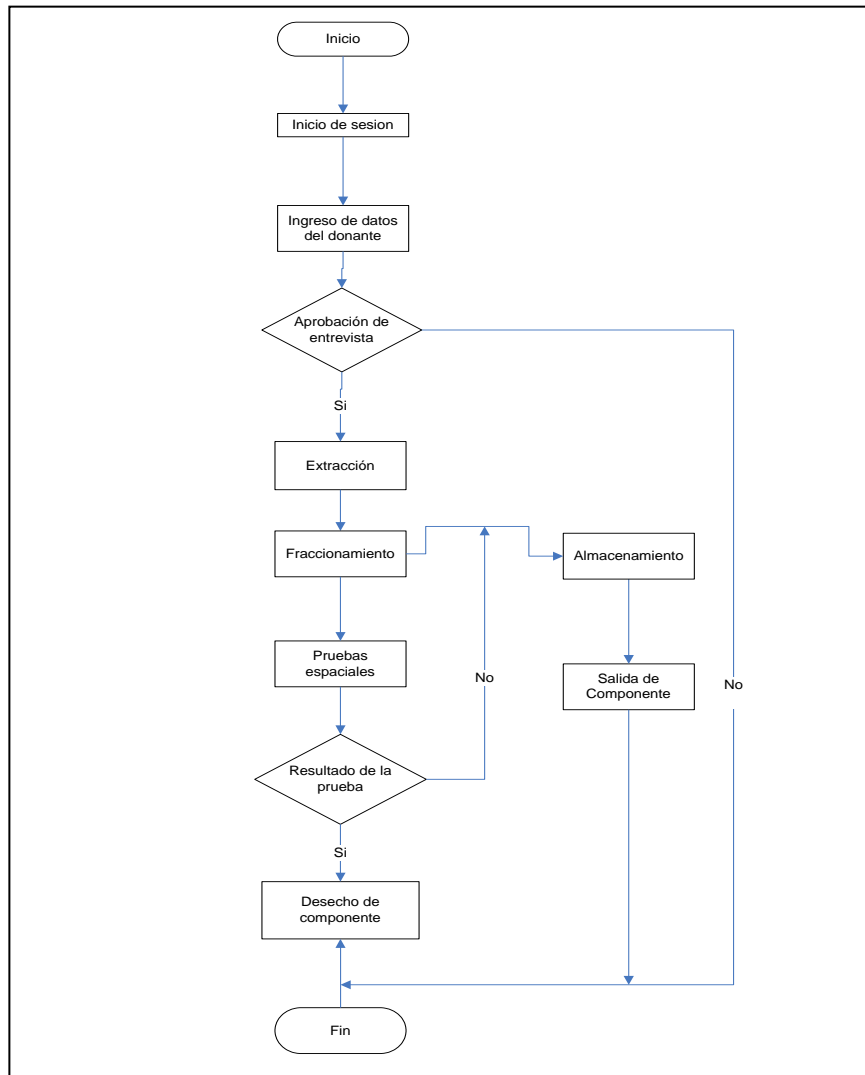 Inicio
Inicio de sesion
Ingreso de datos
del donante
Aprobación de
entrevista
Si
Extracción
Fraccionamiento
Almacenamiento
Pruebas
espaciales
No
Salida de
Componente
No
Resultado de la
prueba
Si
Desecho de
componente
Fin